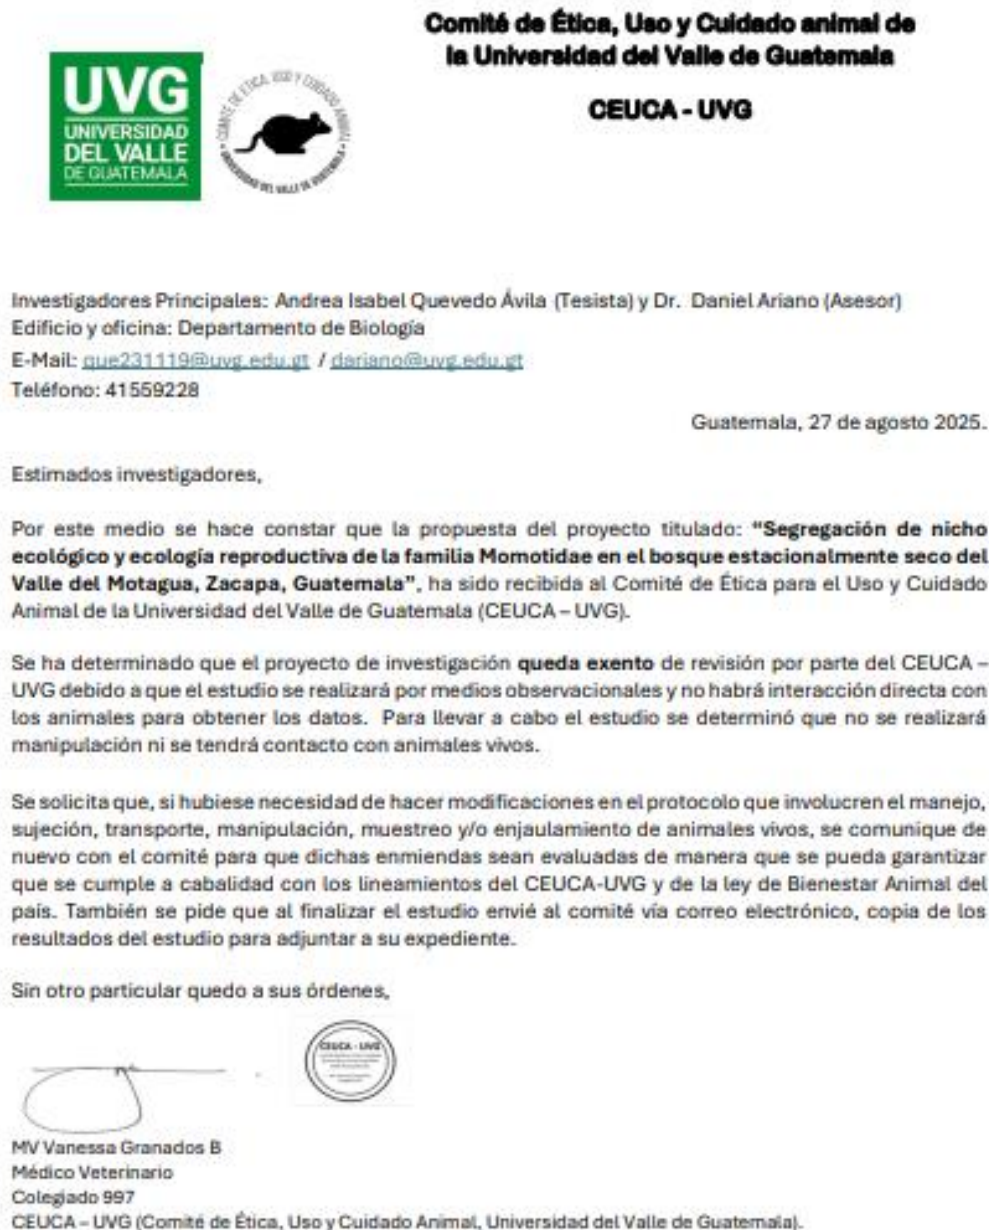 Comité de Ética, Uso y Cuidado animal de
la Universidad del Valle de Guatemala
CEUCA - UVG
UVG
UNIVERSIDAD
DEL VALLE
DE GUATEMALA
COMITÉ DE ETICA, USO Y CUIDADO ANIMAL
UNIVERSIDAD DEL VALLE DE GUATEMALA
Investigadores Principales: Andrea Isabel Quevedo Ávila (Tesista) y Dr. Daniel Ariano (Asesor)
Edificio y oficina: Departamento de Biología
E-Mail: que231119@uvg.edu.gt / dariano@uvg.edu.gt
Teléfono: 41559228
Guatemala, 27 de agosto 2025.
Estimados investigadores,
Por este medio se hace constar que la propuesta del proyecto titulado: “Segregación de nicho
ecológico y ecología reproductiva de la familia Momotidae en el bosque estacionalmente seco del
Valle del Motagua, Zacapa, Guatemala”, ha sido recibida al Comité de Ética para el Uso y Cuidado
Animal de la Universidad del Valle de Guatemala (CEUCA – UVG).
Se ha determinado que el proyecto de investigación queda exento de revisión por parte del CEUCA –
UVG debido a que el estudio se realizará por medios observacionales y no habrá interacción directa con
los animales para obtener los datos. Para llevar a cabo el estudio se determinó que no se realizará
manipulación ni se tendrá contacto con animales vivos.
Se solicita que, si hubiese necesidad de hacer modificaciones en el protocolo que involucren el manejo,
sujeción, transporte, manipulación, muestreo y/o enjaulamiento de animales vivos, se comunique de
nuevo con el comité para que dichas enmiendas sean evaluadas de manera que se pueda garantizar
que se cumple a cabalidad con los lineamientos del CEUCA-UVG y de la ley de Bienestar Animal del
país. También se pide que al finalizar el estudio envié al comité vía correo electrónico, copia de los
resultados del estudio para adjuntar a su expediente.
Sin otro particular quedo a sus órdenes,
CEUCA - UVG
MV Vanessa Granados B
Médico Veterinario
Colegiado 997
CEUCA – UVG (Comité de Ética, Uso y Cuidado Animal, Universidad del Valle de Guatemala).